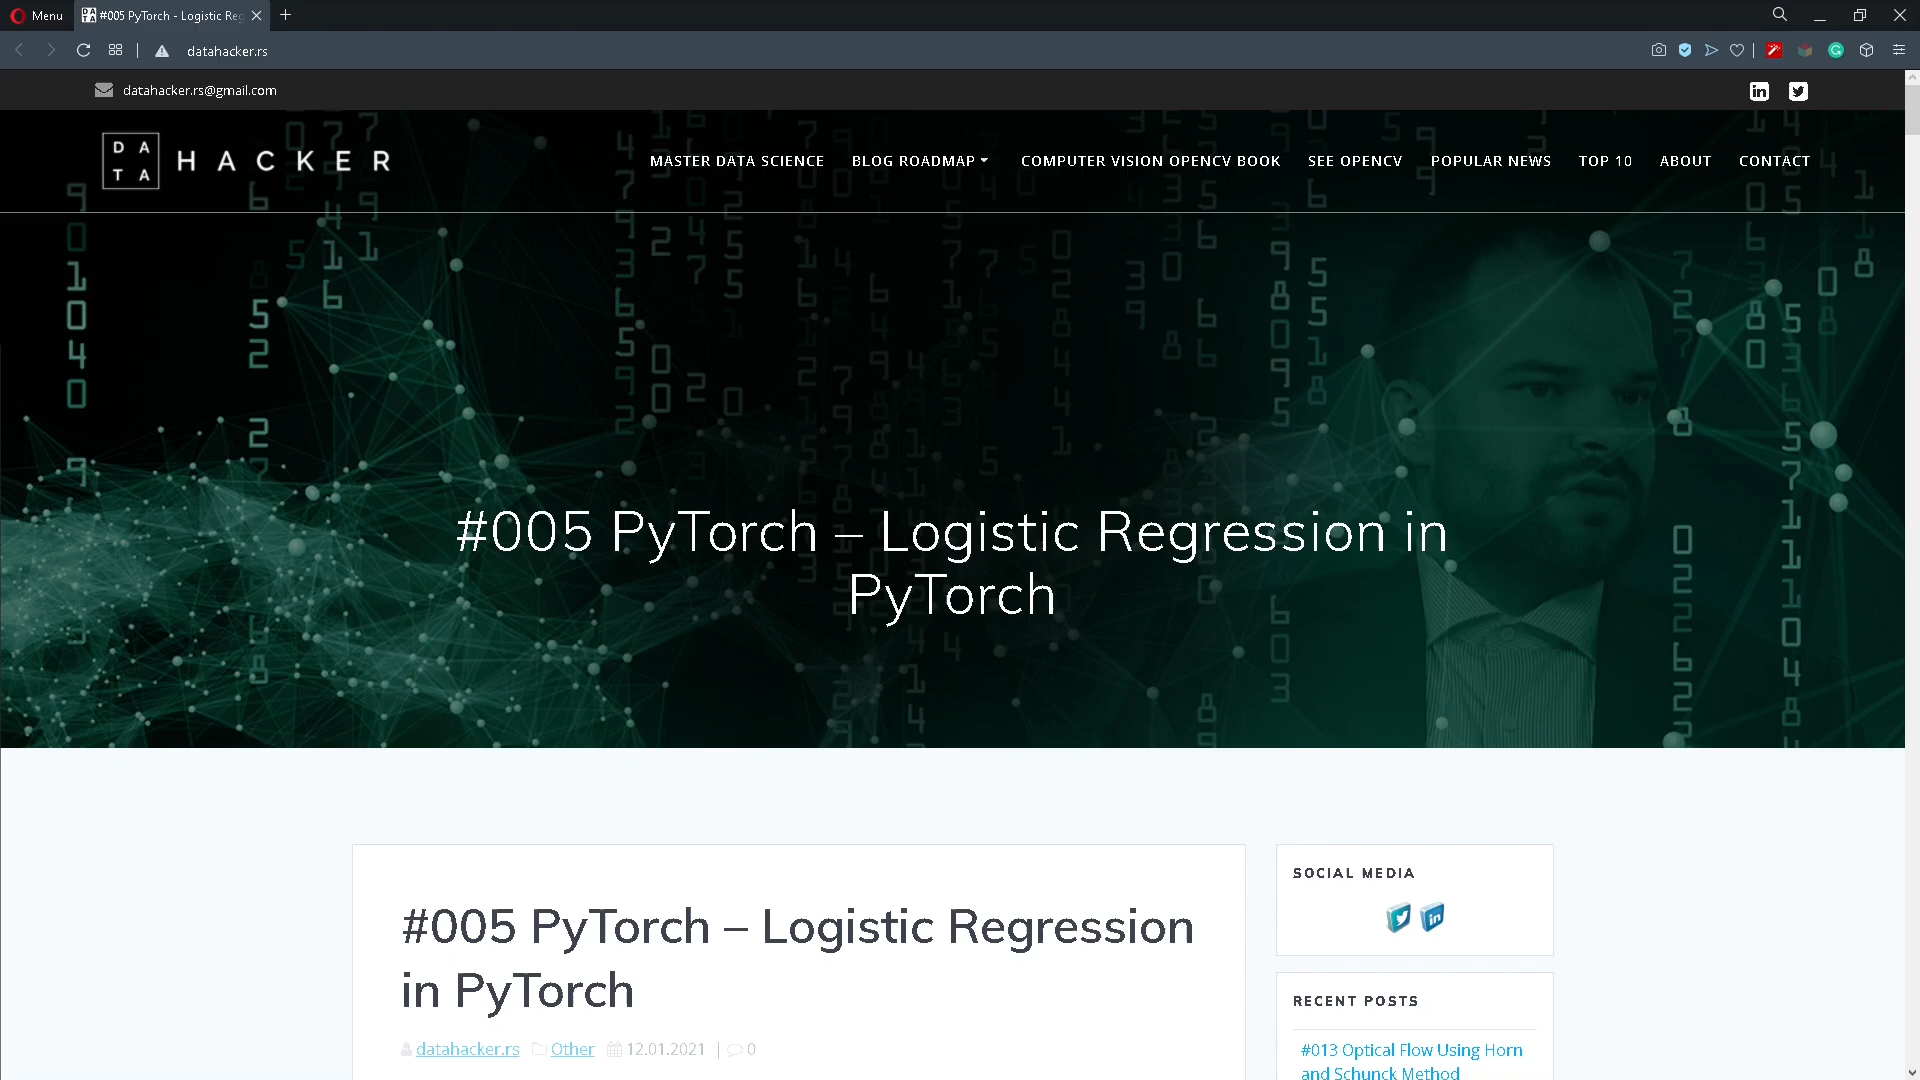 Menu
#005 PyTorch - Logistic Reg
datahacker.rs
datahacker.rs@gmail.com
DATA HACKER
MASTER DATA SCIENCE
BLOG ROADMAP
COMPUTER VISION OPENCV BOOK
SEE OPENCV
POPULAR NEWS
TOP 10
ABOUT
CONTACT
#005 PyTorch – Logistic Regression in
PyTorch
#005 PyTorch – Logistic Regression
in PyTorch
datahacker.rs Other 12.01.2021 | 0
SOCIAL MEDIA
RECENT POSTS
#013 Optical Flow Using Horn
and Schunck Method